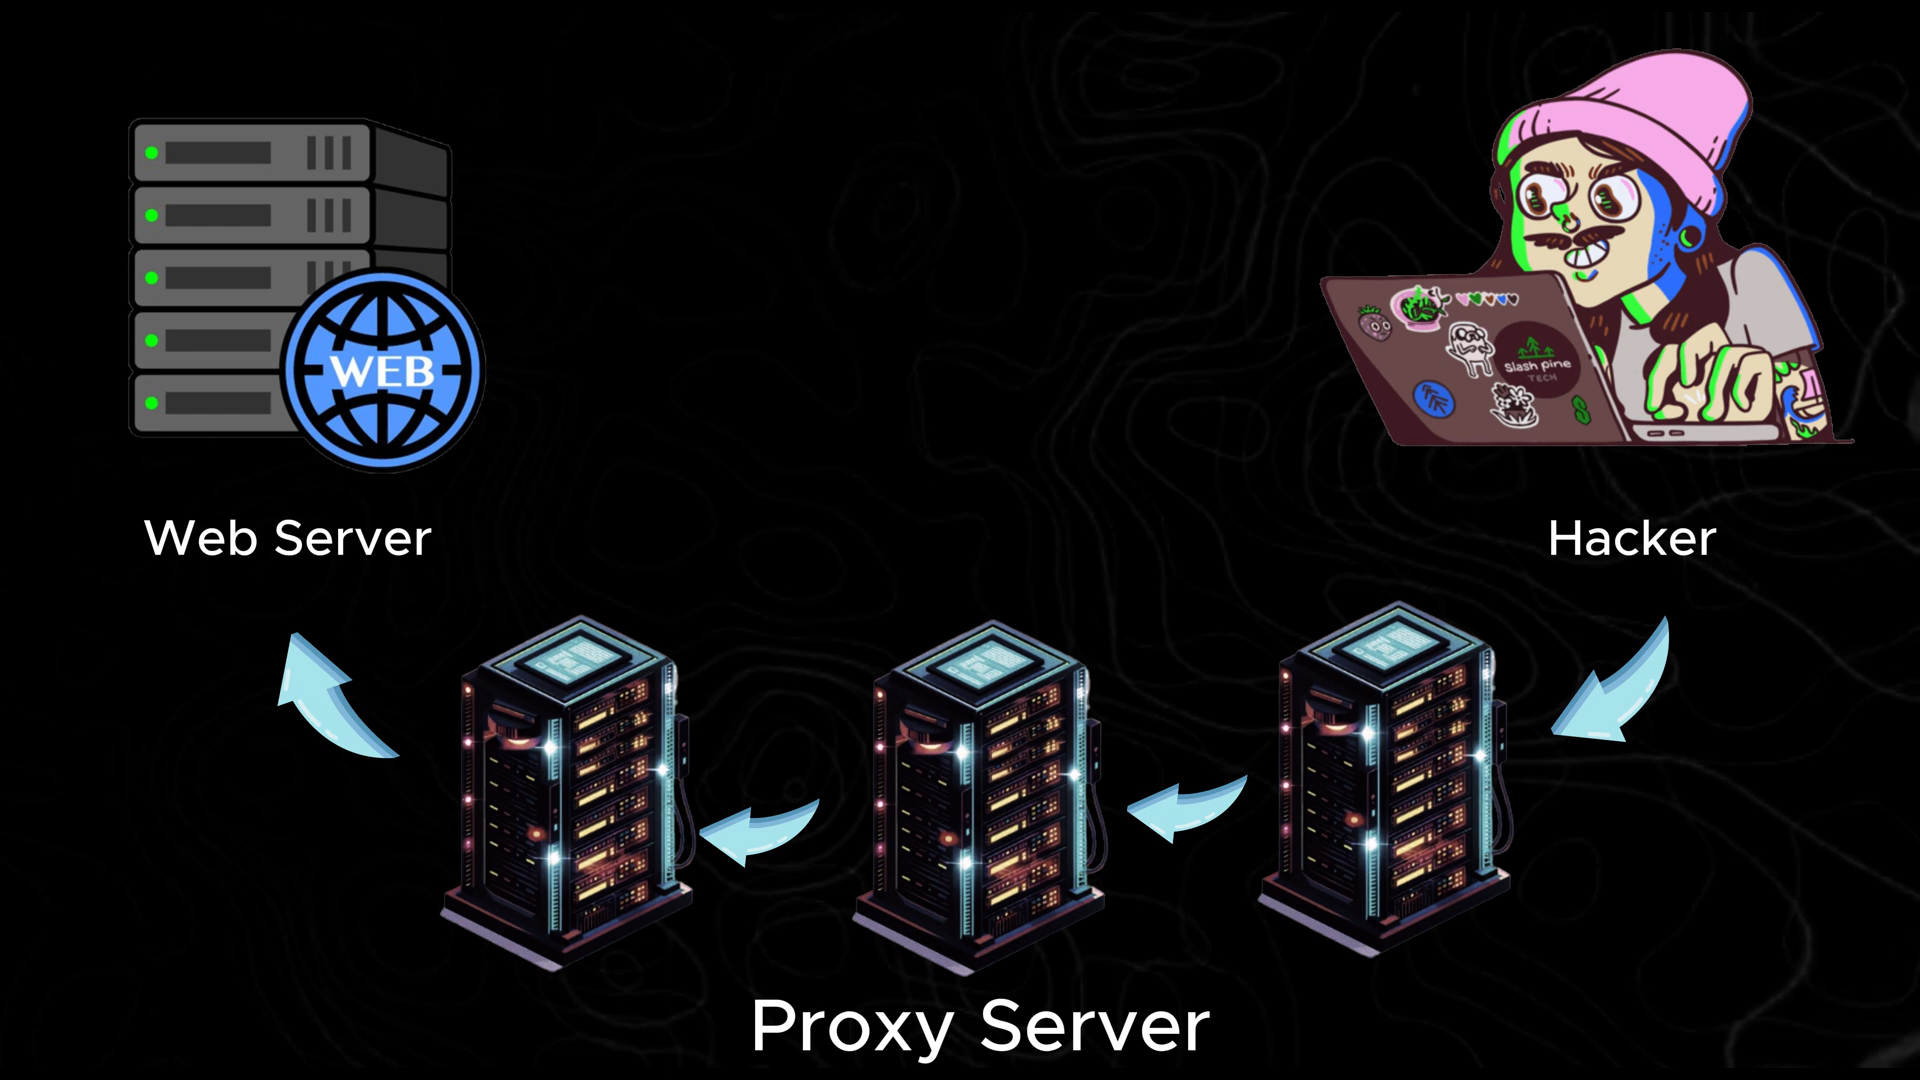 WEB
slash pine
TECH
Web Server
Hacker
Proxy Server